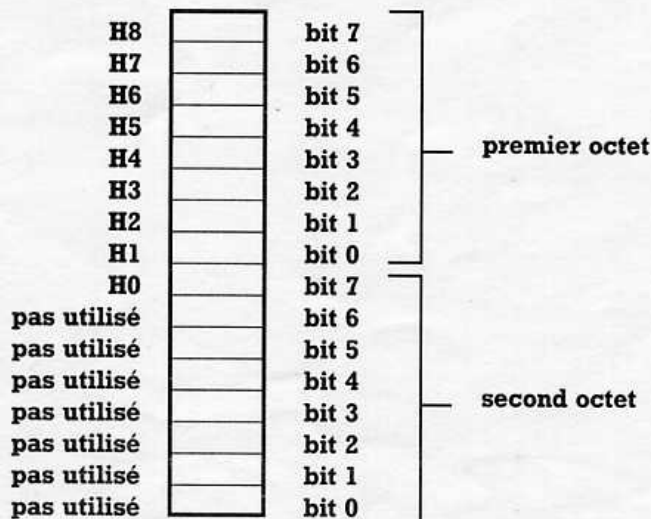 H8 bit 7
H7 bit 6
H6 bit 5
H5 bit 4
H4 bit 3 premier octet
H3 bit 2
H2 bit 1
H1 bit 0
H0 bit 7
pas utilisé bit 6
pas utilisé bit 5
pas utilisé bit 4
pas utilisé bit 3 second octet
pas utilisé bit 2
pas utilisé bit 1
pas utilisé bit 0